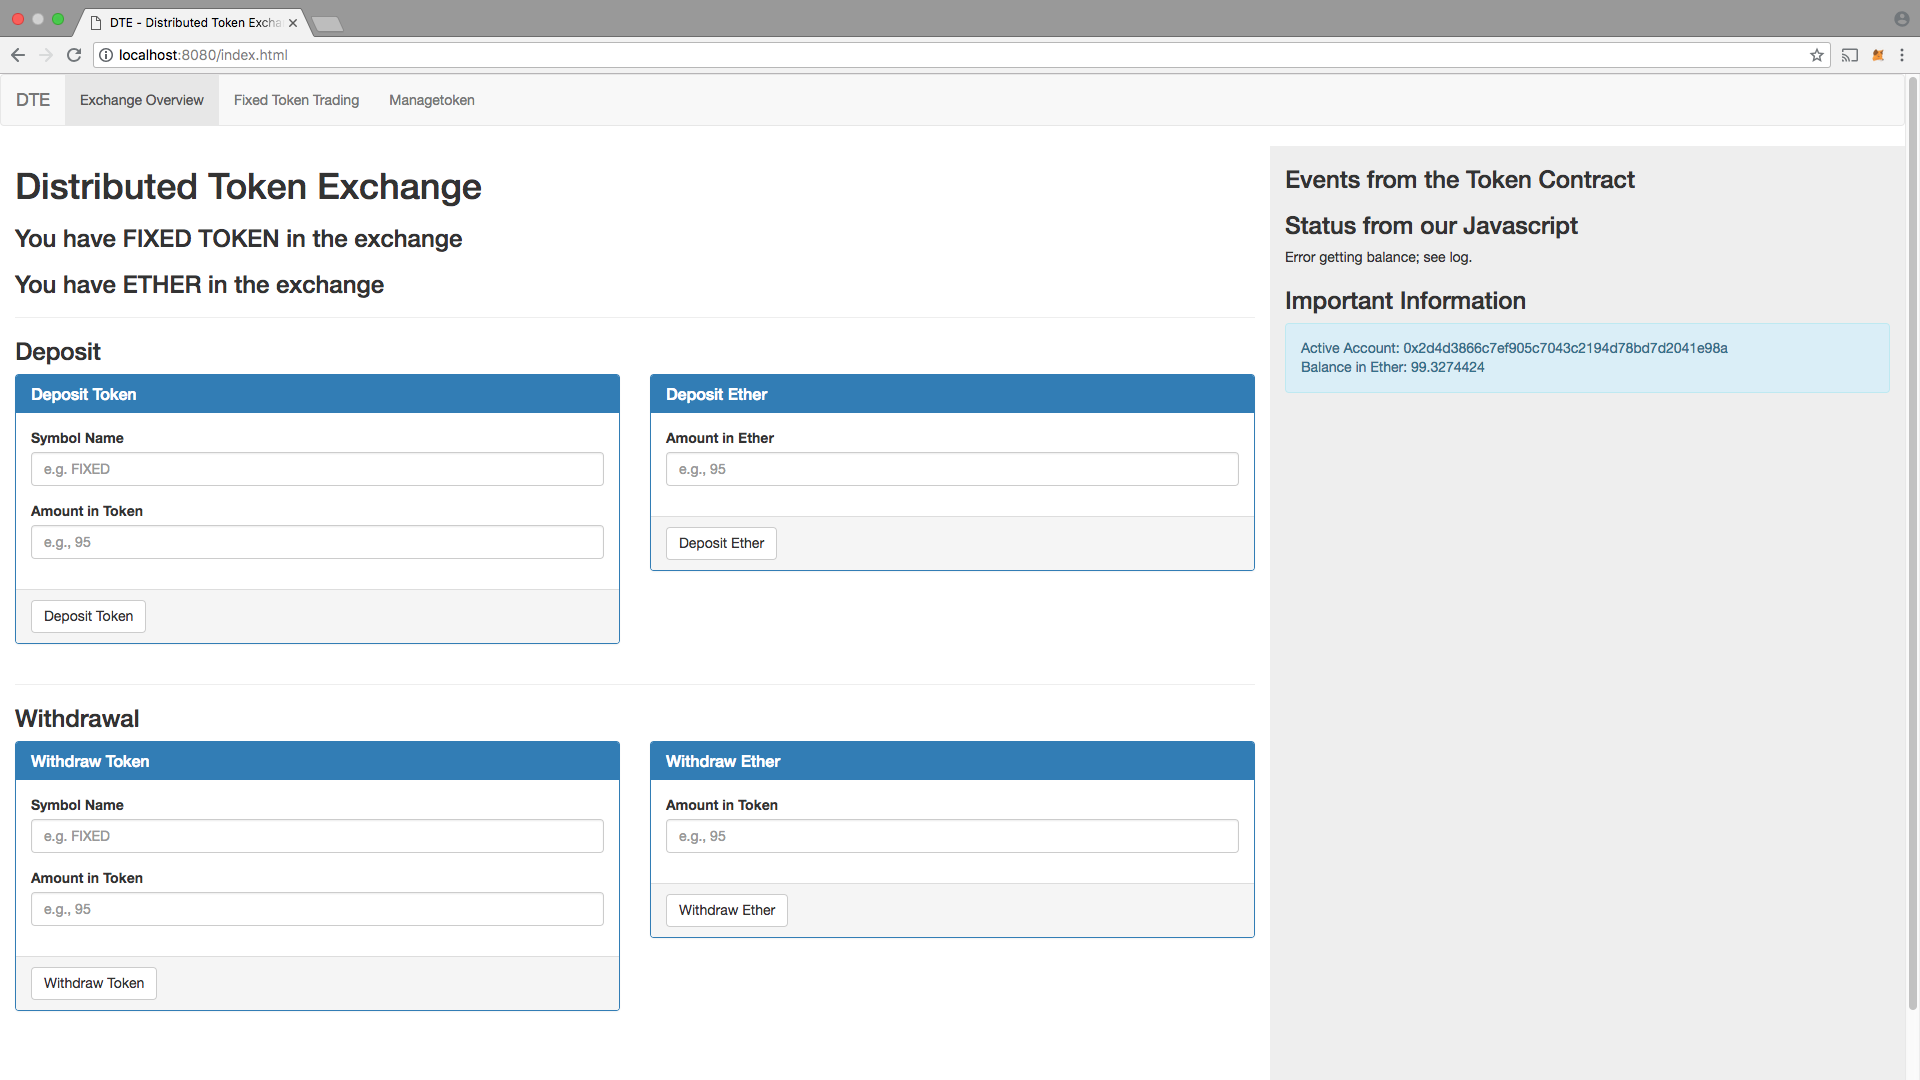 DTE - Distributed Token Excha
localhost:8080/index.html
DTE
Exchange Overview
Fixed Token Trading
Managetoken
Distributed Token Exchange
You have FIXED TOKEN in the exchange
You have ETHER in the exchange
Deposit
Deposit Token
Symbol Name
e.g. FIXED
Amount in Token
e.g., 95
Deposit Token
Deposit Ether
Amount in Ether
e.g., 95
Deposit Ether
Withdrawal
Withdraw Token
Symbol Name
e.g. FIXED
Amount in Token
e.g., 95
Withdraw Token
Withdraw Ether
Amount in Token
e.g., 95
Withdraw Ether
Events from the Token Contract
Status from our Javascript
Error getting balance; see log.
Important Information
Active Account: 0x2d4d3866c7ef905c7043c2194d78bd7d2041e98a
Balance in Ether: 99.3274424